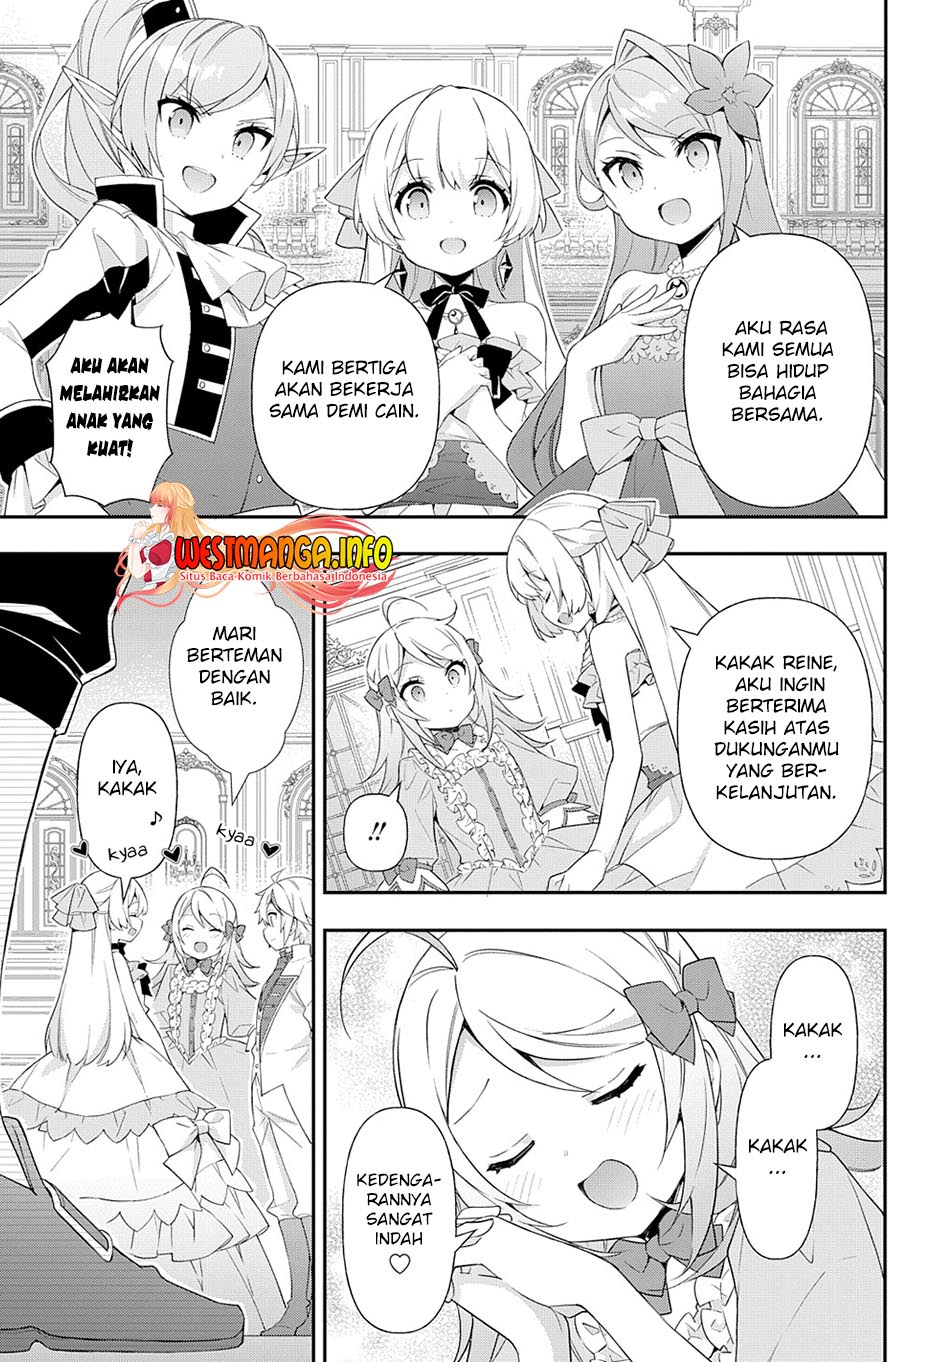 AKU RASA
KAMI SEMUA
BISA HIDUP
BAHAGIA
BERSAMA.
KAMI BERTIGA
AKAN BEKERJA
SAMA DEMI CAIN.
AKU AKAN
MELAHIRKAN
ANAK YANG
KUAT!
WESTMANGA.INFO
Situs Baca Komik Berbahasa Indonesia
KAKAK REINE,
AKU INGIN
BERTERIMA
KASIH ATAS
DUKUNGANMU
YANG BER-
KELANJUTAN.
!!
KAKAK
...
KAKAK
...
KEDENGA-
RANNYA
SANGAT
INDAH
♡
MARI
BERTEMAN
DENGAN
BAIK.
IYA,
KAKAK
♪
kyaa ♥
♥ kyaa ♥